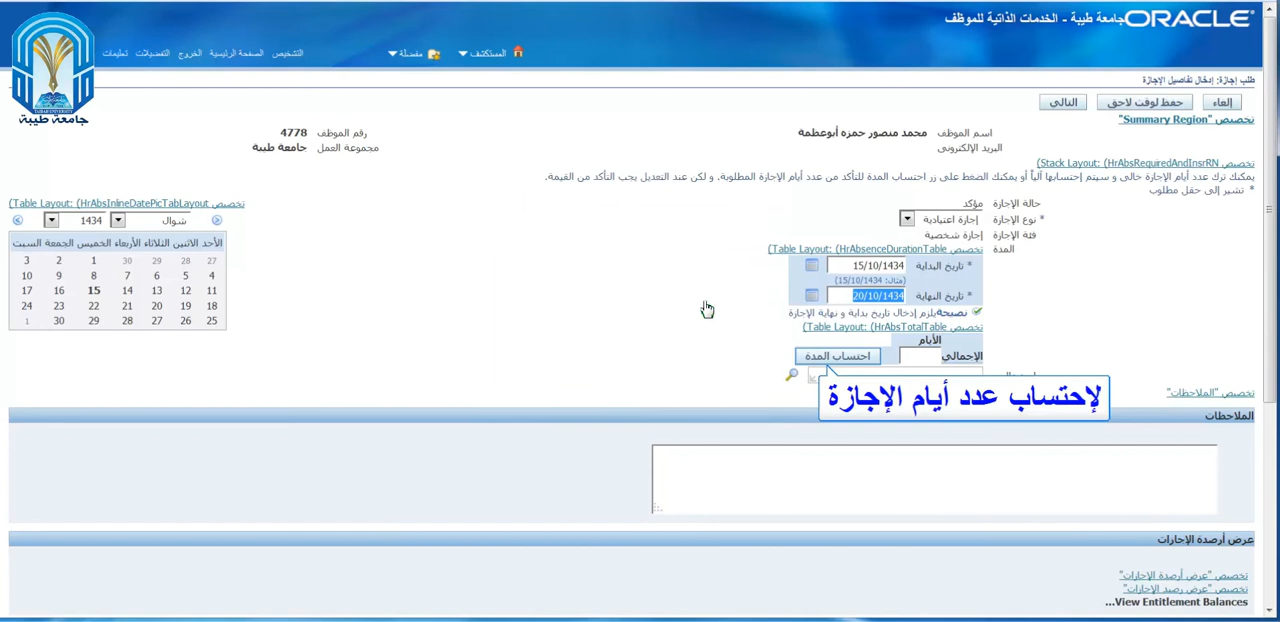 ORACLE جامعة طيبة - الخدمات الذاتية للموظف
المستكشف مفضلة التشخيص الصفحة الرئيسية الخروج التفضيلات تعليمات
جامعة طيبة
TAIBAH UNIVERSITY
طلب إجازة: إدخال تفاصيل الإجازة
إلغاء حفظ لوقت لاحق التالي
تخصيص "Summary Region"
اسم الموظف محمد منصور حمزه أبوعظمة رقم الموظف 4778
البريد الإلكتروني مجموعة العمل جامعة طيبة
تخصيص Stack Layout: (HrAbsRequiredAndInsrRN)
يمكنك ترك عدد أيام الإجازة خالى و سيتم إحتسابها آلياً أو يمكنك الضغط على زر احتساب المدة للتأكد من عدد أيام الإجازة المطلوبة. و لكن عند التعديل يجب التأكد من القيمة.
* تشير إلى حقل مطلوب
حالة الإجازة مؤكد
* نوع الإجازة إجازة اعتيادية
فئة الإجازة إجازة شخصية
المدة تخصيص Table Layout: (HrAbsenceDurationTable)
* تاريخ البداية 15/10/1434
(مثال: 15/10/1434)
* تاريخ النهاية 20/10/1434
نصيحة يلزم إدخال تاريخ بداية و نهاية الإجازة
تخصيص Table Layout: (HrAbsTotalTable)
الأيام
الإجمالي احتساب المدة
لإحتساب عدد أيام الإجازة
تخصيص Table Layout: (HrAbsInlineDatePicTabLayout
شوال 1434
الأحد الاثنين الثلاثاء الأربعاء الخميس الجمعة السبت
27 28 29 30 1 2 3
4 5 6 7 8 9 10
11 12 13 14 15 16 17
18 19 20 21 22 23 24
25 26 27 28 29 30 1
تخصيص "الملاحظات"
الملاحظات
عرض أرصدة الإجازات
تخصيص "عرض أرصدة الإجازات"
تخصيص "عرض رصيد الإجازات"
View Entitlement Balances...